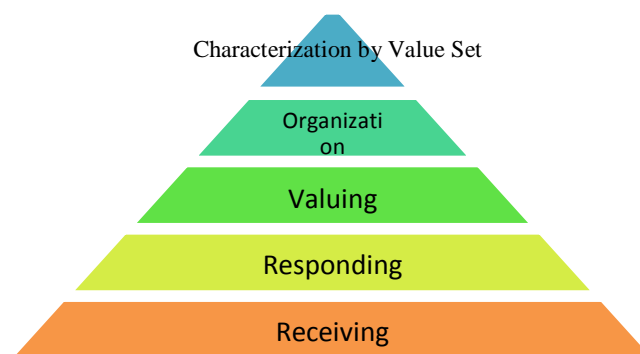 Characterization by Value Set
Organizati
on
Valuing
Responding
Receiving